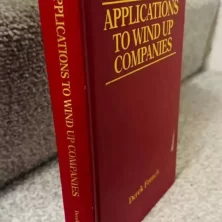 APPLICATIONS
TO WIND UP
COMPANIES
Derek French
APPLICATIONS TO WIND UP COMPANIES